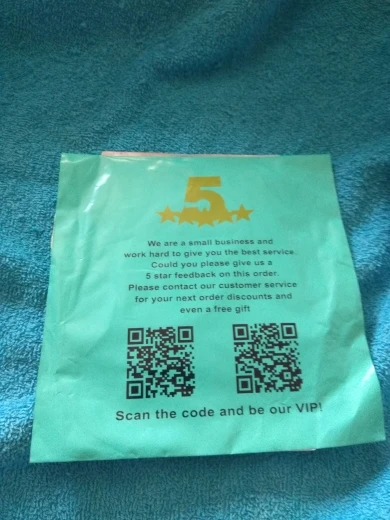 5
We are a small business and
work hard to give you the best service.
Could you please give us a
5 star feedback on this order.
Please contact our customer service
for your next order discounts and
even a free gift
Scan the code and be our VIP!